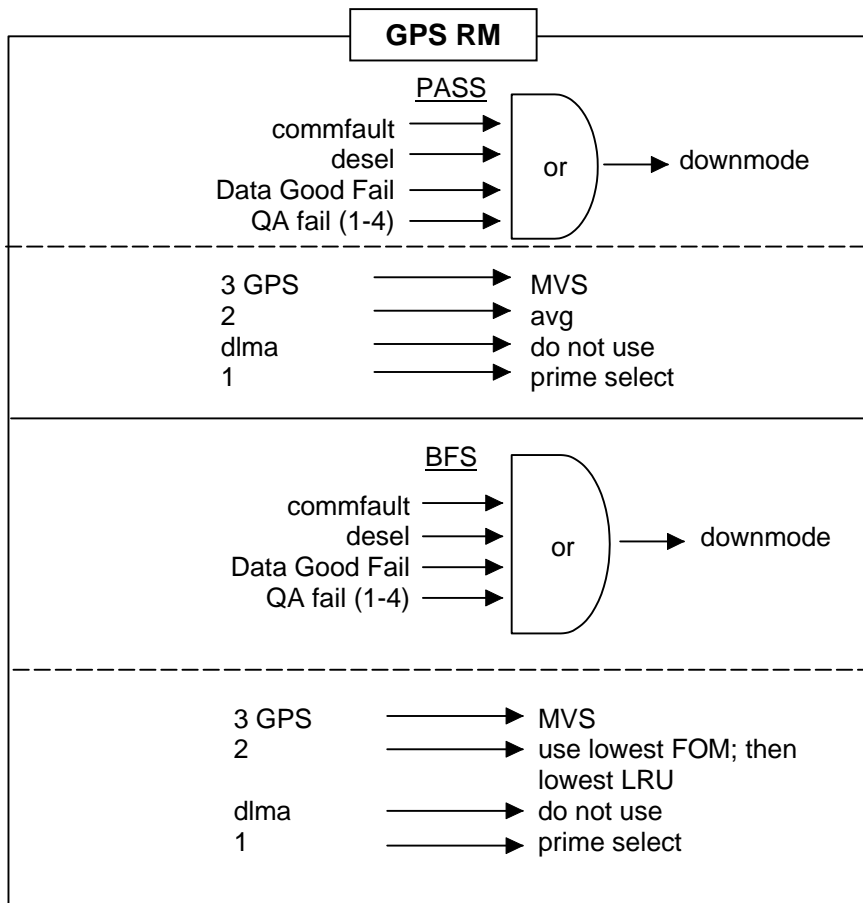 GPS RM
PASS
commfault
desel
Data Good Fail
QA fail (1-4)
or
downmode
3 GPS MVS
2 avg
dlma do not use
1 prime select
BFS
commfault
desel
Data Good Fail
QA fail (1-4)
or
downmode
3 GPS MVS
2 use lowest FOM; then
lowest LRU
dlma do not use
1 prime select